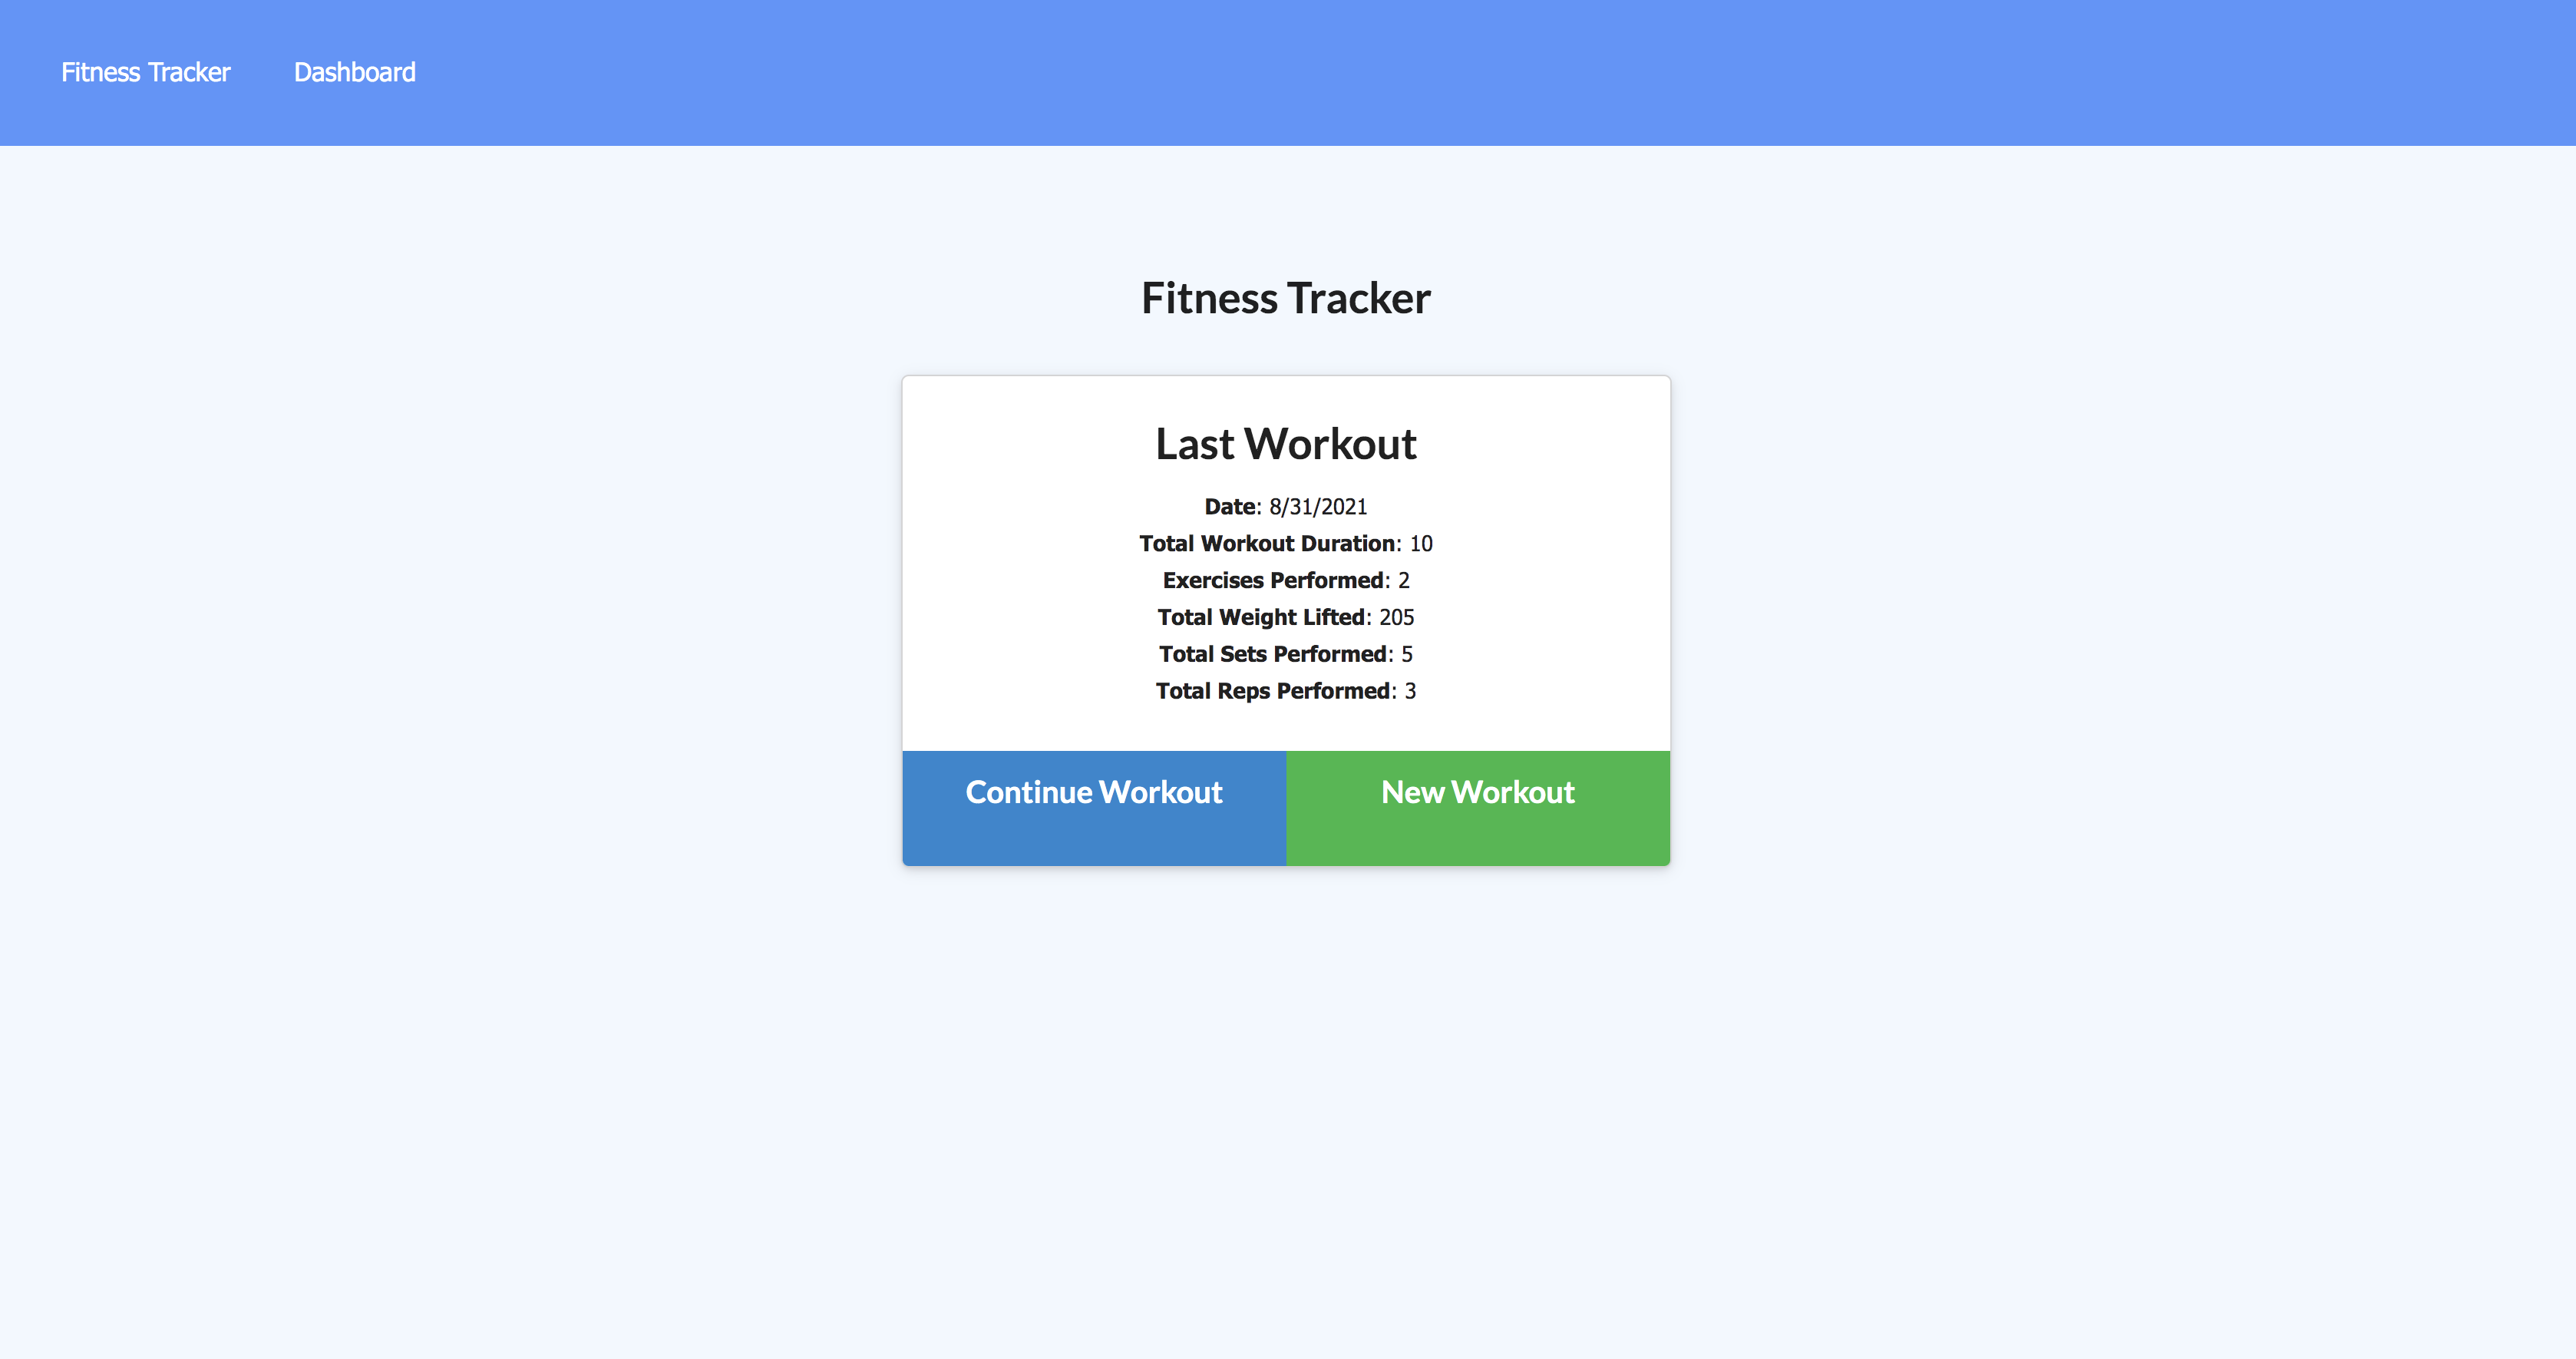 Fitness Tracker Dashboard
Fitness Tracker
Last Workout
Date: 8/31/2021
Total Workout Duration: 10
Exercises Performed: 2
Total Weight Lifted: 205
Total Sets Performed: 5
Total Reps Performed: 3
Continue Workout New Workout